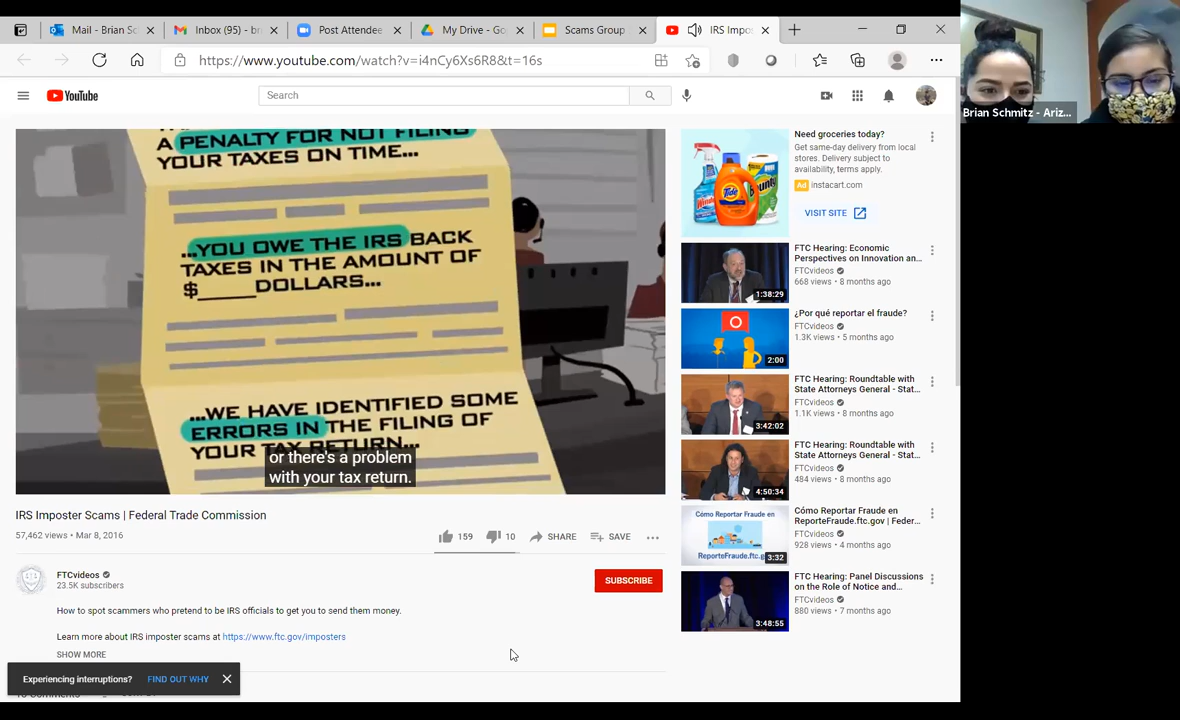 Mail - Brian Sc
Inbox (95) - br
Post Attendee
My Drive - Go
Scams Group
IRS Impo
https://www.youtube.com/watch?v=i4nCy6Xs6R8&t=16s
YouTube
Search
A PENALTY FOR NOT FILING
YOUR TAXES ON TIME...
...YOU OWE THE IRS BACK
TAXES IN THE AMOUNT OF
$_____DOLLARS...
...WE HAVE IDENTIFIED SOME
ERRORS IN THE FILING OF
YOUR TAX RETURN...
or there's a problem
with your tax return.
IRS Imposter Scams | Federal Trade Commission
57,462 views • Mar 8, 2016
159
10
SHARE
SAVE
FTCvideos
23.5K subscribers
SUBSCRIBE
How to spot scammers who pretend to be IRS officials to get you to send them money.
Learn more about IRS imposter scams at https://www.ftc.gov/imposters
SHOW MORE
Experiencing interruptions?
FIND OUT WHY
Need groceries today?
Get same-day delivery from local
stores. Delivery subject to
availability, terms apply.
Ad instacart.com
VISIT SITE
Windex
Tide
Bounty
FTC Hearing: Economic
Perspectives on Innovation an...
FTCvideos
668 views • 8 months ago
1:38:29
¿Por qué reportar el fraude?
FTCvideos
1.3K views • 5 months ago
2:00
FTC Hearing: Roundtable with
State Attorneys General - Stat...
FTCvideos
1.1K views • 8 months ago
3:42:02
FTC Hearing: Roundtable with
State Attorneys General - Stat...
FTCvideos
484 views • 8 months ago
4:50:34
Cómo Reportar Fraude en
ReporteFraude.ftc.g
3:32
Cómo Reportar Fraude en
ReporteFraude.ftc.gov | Feder...
FTCvideos
928 views • 4 months ago
FTC Hearing: Panel Discussions
on the Role of Notice and...
FTCvideos
880 views • 7 months ago
3:48:55
Brian Schmitz - Ariz...